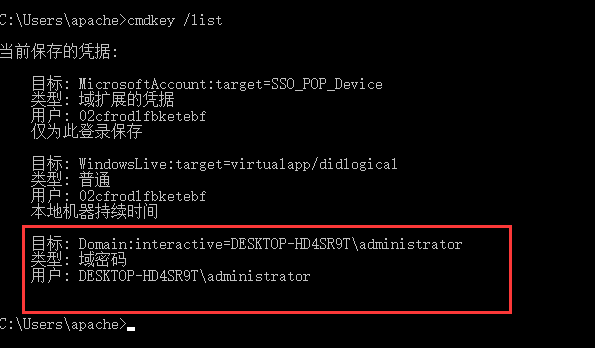 C:\Users\apache>cmdkey /list
当前保存的凭据:
目标: MicrosoftAccount:target=SSO_POP_Device
类型: 域扩展的凭据
用户: 02cfrodlfbketebf
仅为此登录保存
目标: WindowsLive:target=virtualapp/didlogical
类型: 普通
用户: 02cfrodlfbketebf
本地机器持续时间
目标: Domain:interactive=DESKTOP-HD4SR9T\administrator
类型: 域密码
用户: DESKTOP-HD4SR9T\administrator
C:\Users\apache>